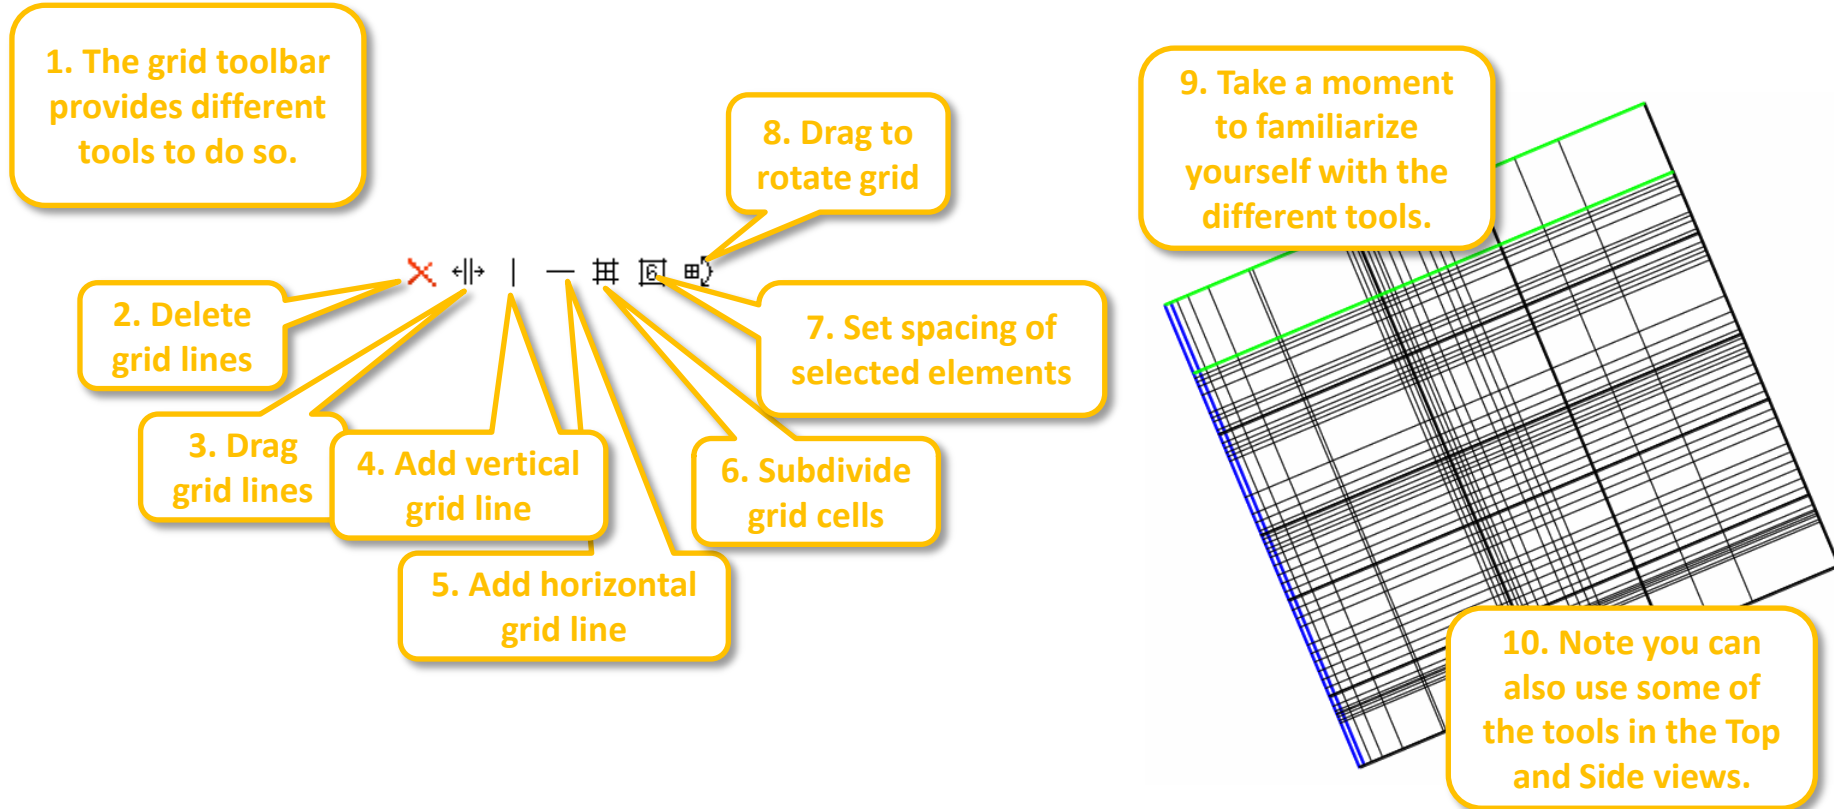 1. The grid toolbar
provides different
tools to do so.
2. Delete
grid lines
3. Drag
grid lines
4. Add vertical
grid line
5. Add horizontal
grid line
6. Subdivide
grid cells
7. Set spacing of
selected elements
8. Drag to
rotate grid
6
9. Take a moment
to familiarize
yourself with the
different tools.
10. Note you can
also use some of
the tools in the Top
and Side views.